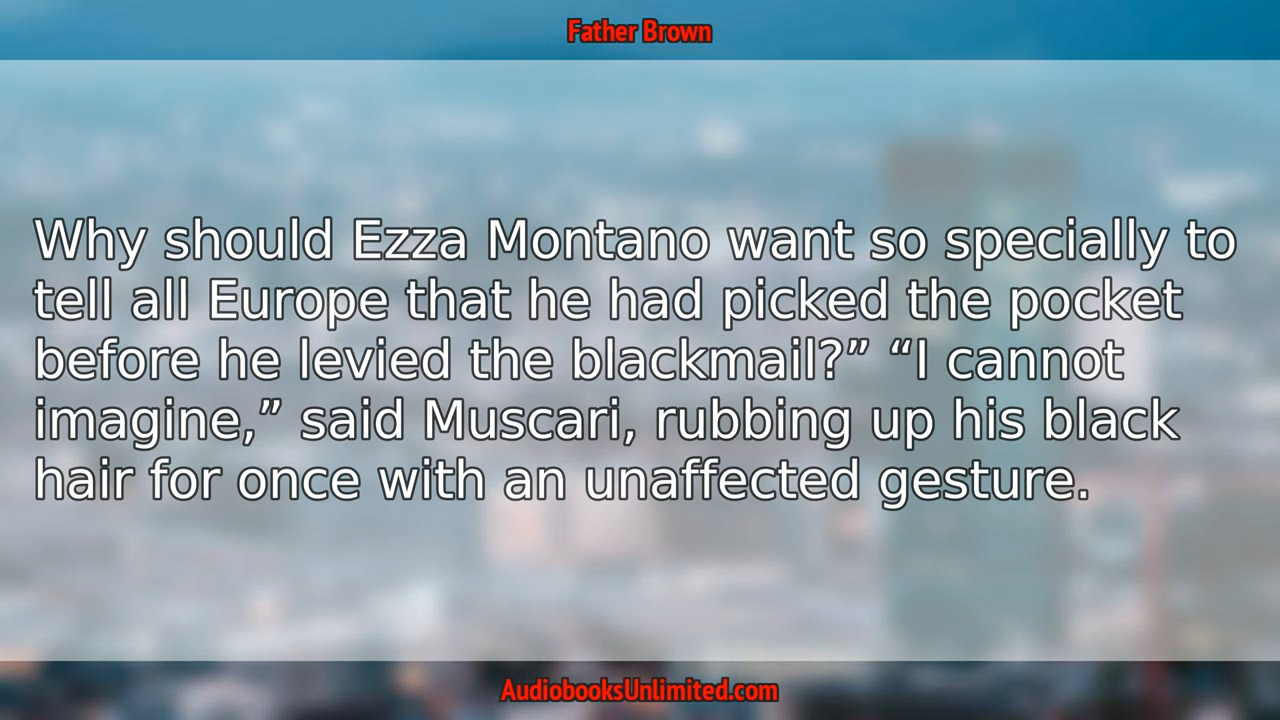 Father Brown
Why should Ezza Montano want so specially to
tell all Europe that he had picked the pocket
before he levied the blackmail?” “I cannot
imagine,” said Muscari, rubbing up his black
hair for once with an unaffected gesture.
AudiobooksUnlimited.com